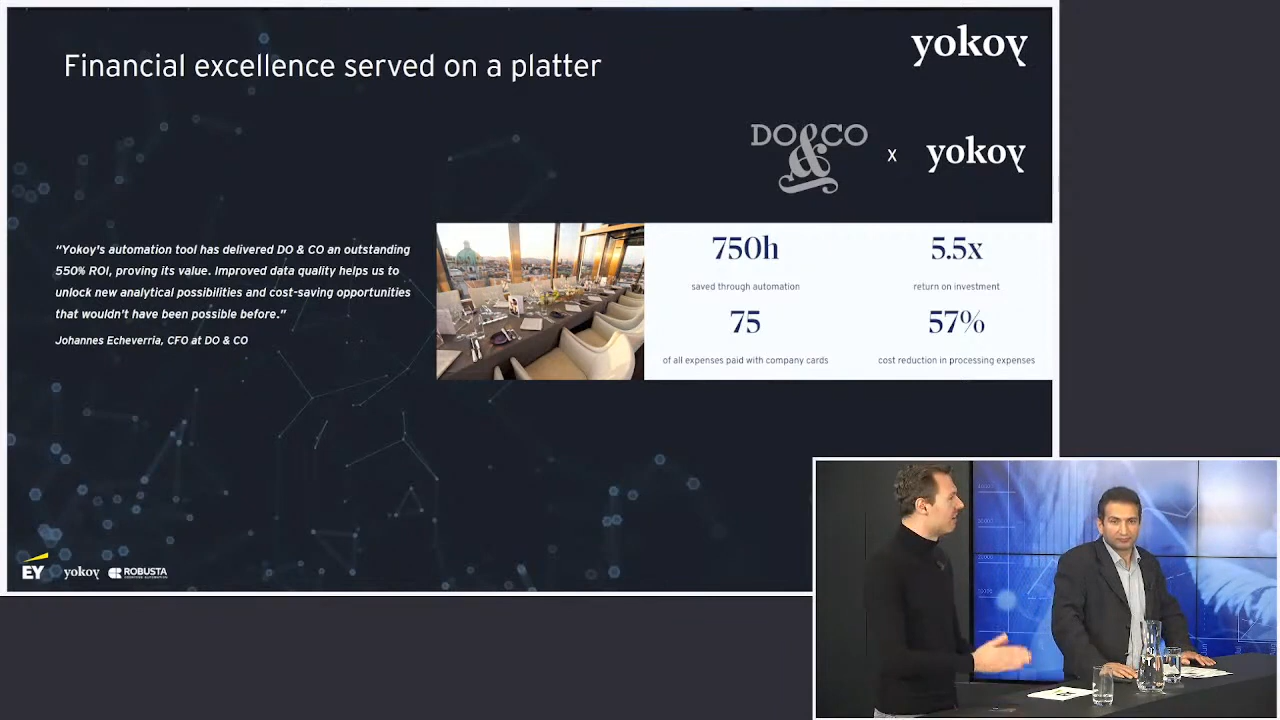 Financial excellence served on a platter
yokoy
DO & CO
x
yokoy
“Yokoy's automation tool has delivered DO & CO an outstanding
550% ROI, proving its value. Improved data quality helps us to
unlock new analytical possibilities and cost-saving opportunities
that wouldn't have been possible before.”
Johannes Echeverria, CFO at DO & CO
750h
saved through automation
5.5x
return on investment
75
of all expenses paid with company cards
57%
cost reduction in processing expenses
EY
yokoy
ROBUSTA